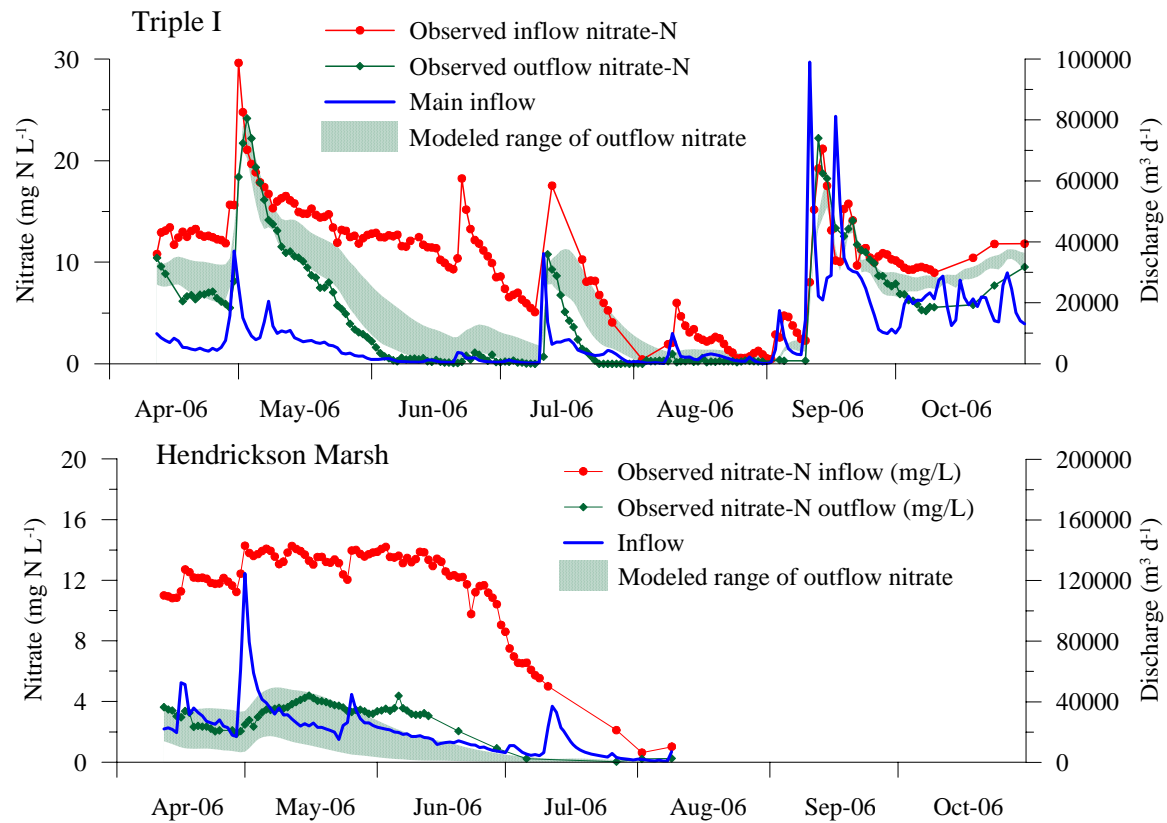 Triple I
Observed inflow nitrate-N
Observed outflow nitrate-N
Main inflow
Modeled range of outflow nitrate
30
20
10
0
Nitrate (mg N L⁻¹)
100000
80000
60000
40000
20000
0
Discharge (m³ d⁻¹)
Apr-06 May-06 Jun-06 Jul-06 Aug-06 Sep-06 Oct-06
Hendrickson Marsh
Observed nitrate-N inflow (mg/L)
Observed nitrate-N outflow (mg/L)
Inflow
Modeled range of outflow nitrate
20
16
12
8
4
0
Nitrate (mg N L⁻¹)
200000
160000
120000
80000
40000
0
Discharge (m³ d⁻¹)
Apr-06 May-06 Jun-06 Jul-06 Aug-06 Sep-06 Oct-06